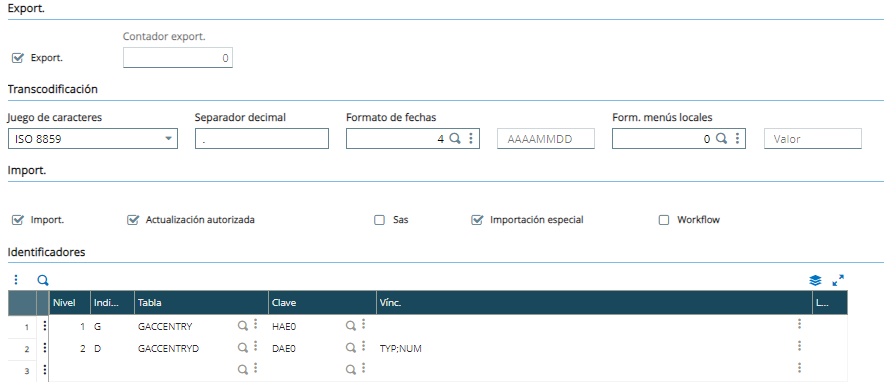 Export.
Contador export.
Export. 0
Transcodificación
Juego de caracteres Separador decimal Formato de fechas Form. menús locales
ISO 8859 . 4 AAAAMMDD 0 Valor
Import.
Import. Actualización autorizada Sas Importación especial Workflow
Identificadores
Nivel Indi... Tabla Clave Vínc. L...
1 1 G GACCENTRY HAE0
2 2 D GACCENTRYD DAE0 TYP;NUM
3